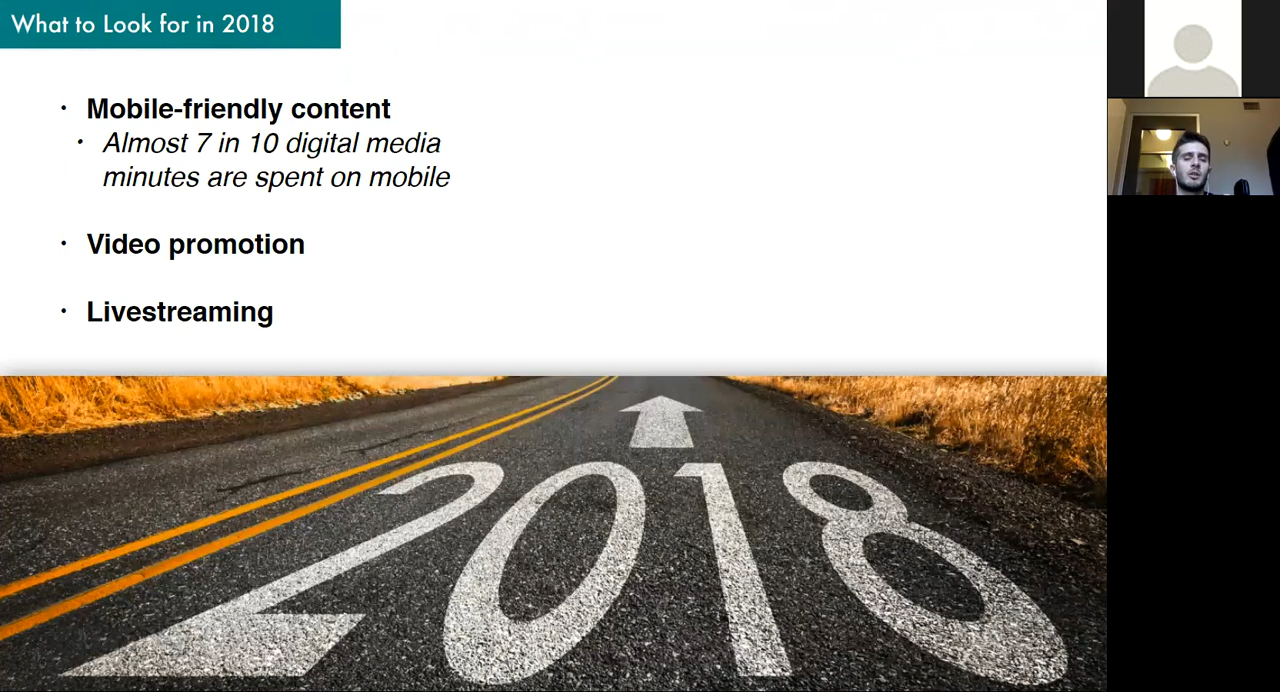 What to Look for in 2018
• Mobile-friendly content
• Almost 7 in 10 digital media
minutes are spent on mobile
• Video promotion
• Livestreaming
2018